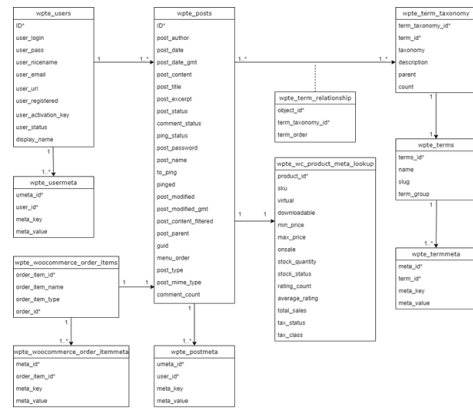 wpte_users
ID*
user_login
user_pass
user_nicename
user_email
user_url
user_registered
user_activation_key
user_status
display_name
1
1..*
wpte_posts
ID*
post_author
post_date
post_date_gmt
post_content
post_title
post_excerpt
post_status
comment_status
ping_status
post_password
post_name
to_ping
pinged
post_modified
post_modified_gmt
post_content_filtered
post_parent
guid
menu_order
post_type
post_mime_type
comment_count
1..*
1..*
wpte_term_taxonomy
term_taxonomy_id*
term_id*
taxonomy
description
parent
count
wpte_term_relationship
object_id*
term_taxonomy_id*
term_order
1
1..*
wpte_terms
terms_id*
name
slug
term_group
1
1..*
wpte_termmeta
meta_id*
term_id*
meta_key
meta_value
1
1..*
wpte_usermeta
umeta_id*
user_id*
meta_key
meta_value
1
1
wpte_wc_product_meta_lookup
product_id*
sku
virtual
downloadable
min_price
max_price
onsale
stock_quantity
stock_status
rating_count
average_rating
total_sales
tax_status
tax_class
wpte_woocommerce_order_items
order_item_id*
order_item_name
order_item_type
order_id*
1
1
1
1..*
wpte_woocommerce_order_itemmeta
meta_id*
order_item_id*
meta_key
meta_value
1
1..*
wpte_postmeta
umeta_id*
user_id*
meta_key
meta_value